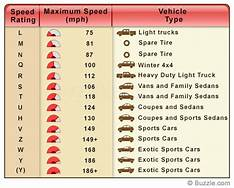 Speed Rating Maximum Speed (mph) Vehicle Type
L 75 Light trucks
M 81 Spare Tire
N 87 Spare Tire
Q 100 Winter 4x4
R Heavy Duty Light Truck
S Vans and Family Sedans
T 118 Vans and Family Sedans
U 124 Coupes and Sedans
H 130 Coupes and Sedans
V 149 Sports Cars
Z 149+ Sports Cars
W Exotic Sports Cars
Y 186 Exotic Sports Cars
(Y) 186+ Exotic Sports Cars
© Buzzle.com